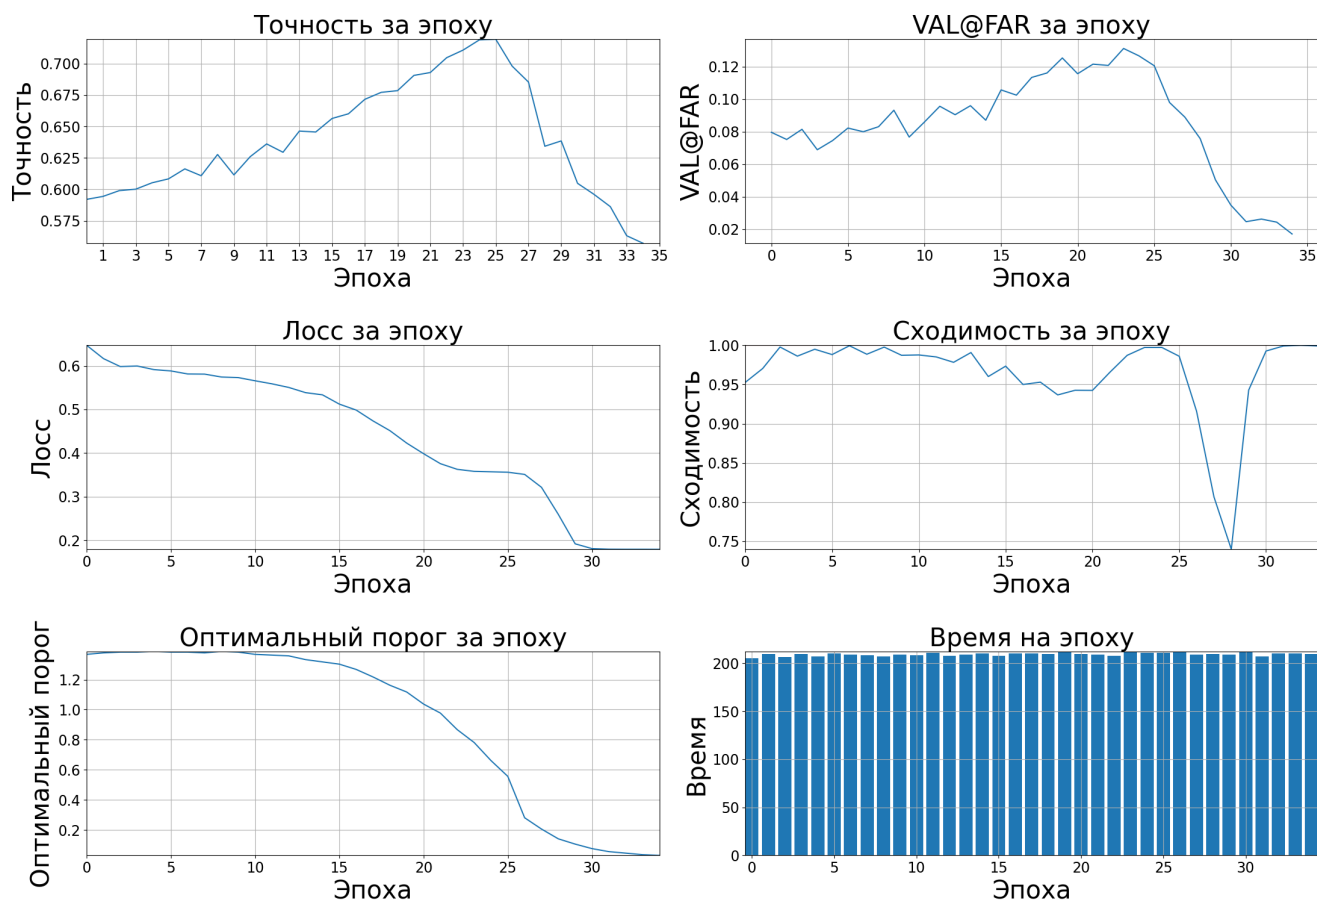 Точность за эпоху
Точность
0.700
0.675
0.650
0.625
0.600
0.575
1 3 5 7 9 11 13 15 17 19 21 23 25 27 29 31 33 35
Эпоха
VAL@FAR за эпоху
VAL@FAR
0.12
0.10
0.08
0.06
0.04
0.02
0 5 10 15 20 25 30 35
Эпоха
Лосс за эпоху
Лосс
0.6
0.5
0.4
0.3
0.2
0 5 10 15 20 25 30
Эпоха
Сходимость за эпоху
Сходимость
1.00
0.95
0.90
0.85
0.80
0.75
0 5 10 15 20 25 30
Эпоха
Оптимальный порог за эпоху
Оптимальный порог
1.2
1.0
0.8
0.6
0.4
0.2
0 5 10 15 20 25 30
Эпоха
Время на эпоху
Время
200
150
100
50
0
0 5 10 15 20 25 30
Эпоха